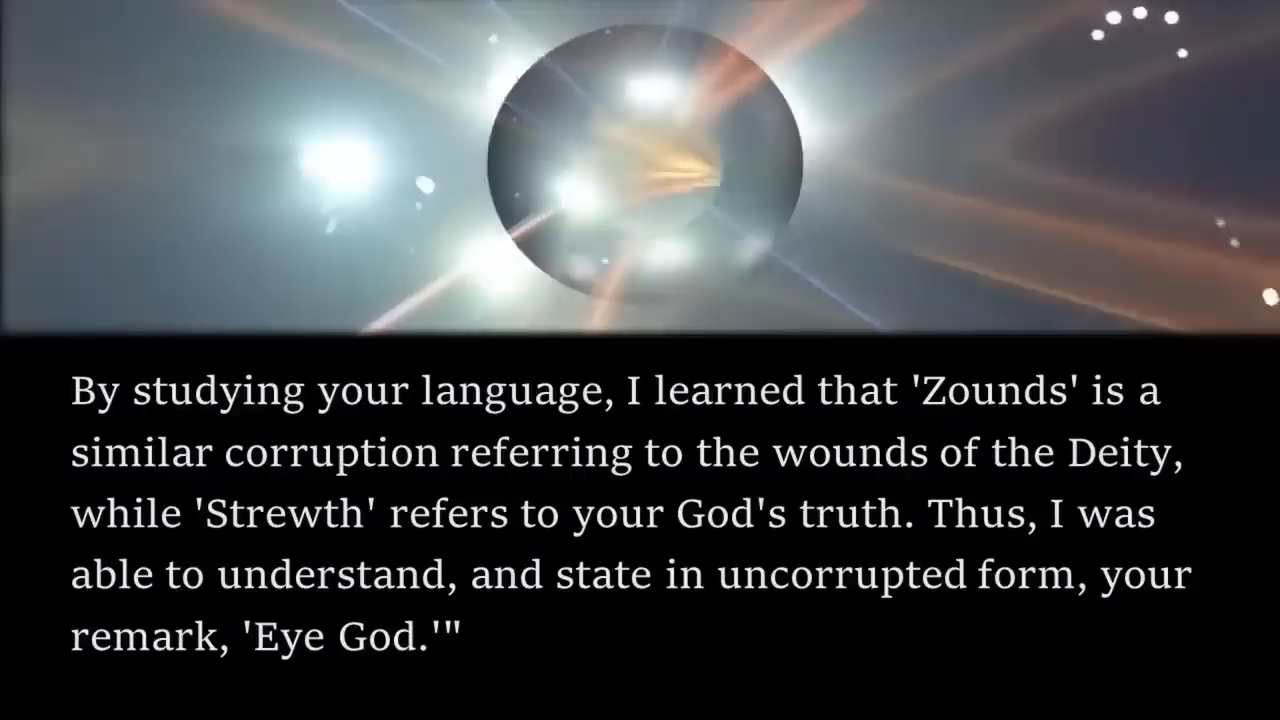 By studying your language, I learned that 'Zounds' is a
similar corruption referring to the wounds of the Deity,
while 'Strewth' refers to your God's truth. Thus, I was
able to understand, and state in uncorrupted form, your
remark, 'Eye God.'"